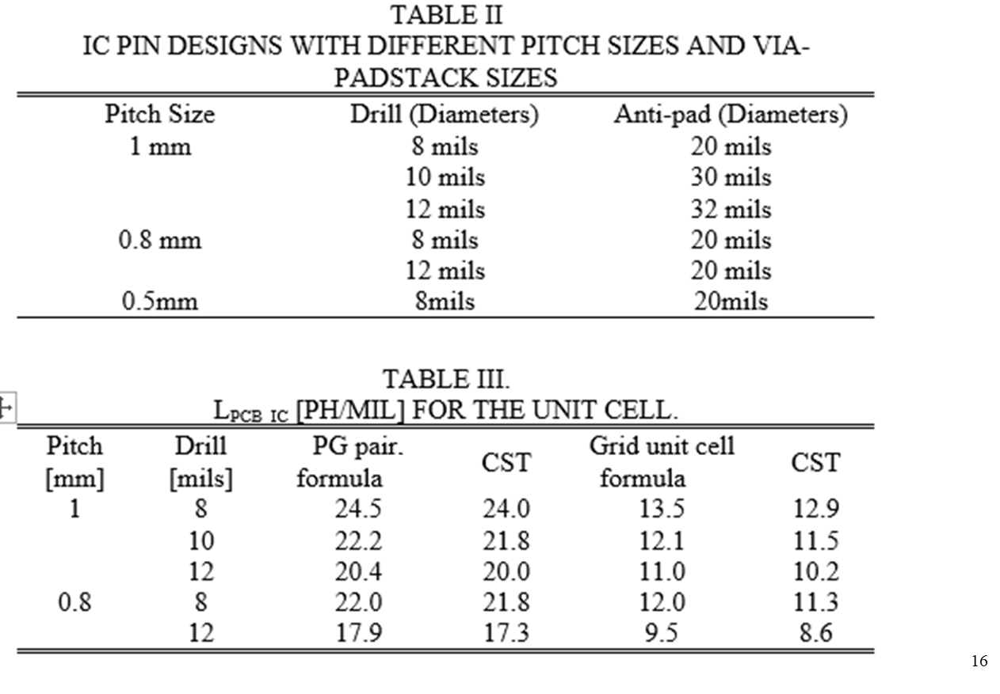 TABLE II
IC PIN DESIGNS WITH DIFFERENT PITCH SIZES AND VIA-
PADSTACK SIZES
Pitch Size Drill (Diameters) Anti-pad (Diameters)
1 mm 8 mils 20 mils
10 mils 30 mils
12 mils 32 mils
0.8 mm 8 mils 20 mils
12 mils 20 mils
0.5mm 8mils 20mils
TABLE III.
LPCB IC [PH/MIL] FOR THE UNIT CELL.
Pitch Drill PG pair. CST Grid unit cell CST
[mm] [mils] formula formula
1 8 24.5 24.0 13.5 12.9
10 22.2 21.8 12.1 11.5
12 20.4 20.0 11.0 10.2
0.8 8 22.0 21.8 12.0 11.3
12 17.9 17.3 9.5 8.6
16